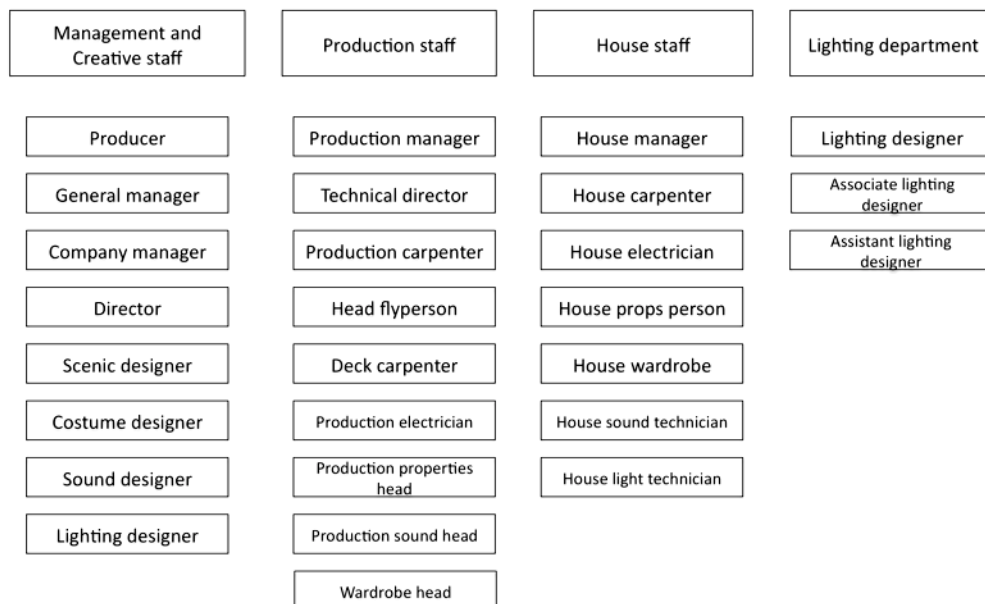 Management and
Creative staff
Production staff
House staff
Lighting department
Producer
General manager
Company manager
Director
Scenic designer
Costume designer
Sound designer
Lighting designer
Production manager
Technical director
Production carpenter
Head flyperson
Deck carpenter
Production electrician
Production properties
head
Production sound head
Wardrobe head
House manager
House carpenter
House electrician
House props person
House wardrobe
House sound technician
House light technician
Lighting designer
Associate lighting
designer
Assistant lighting
designer